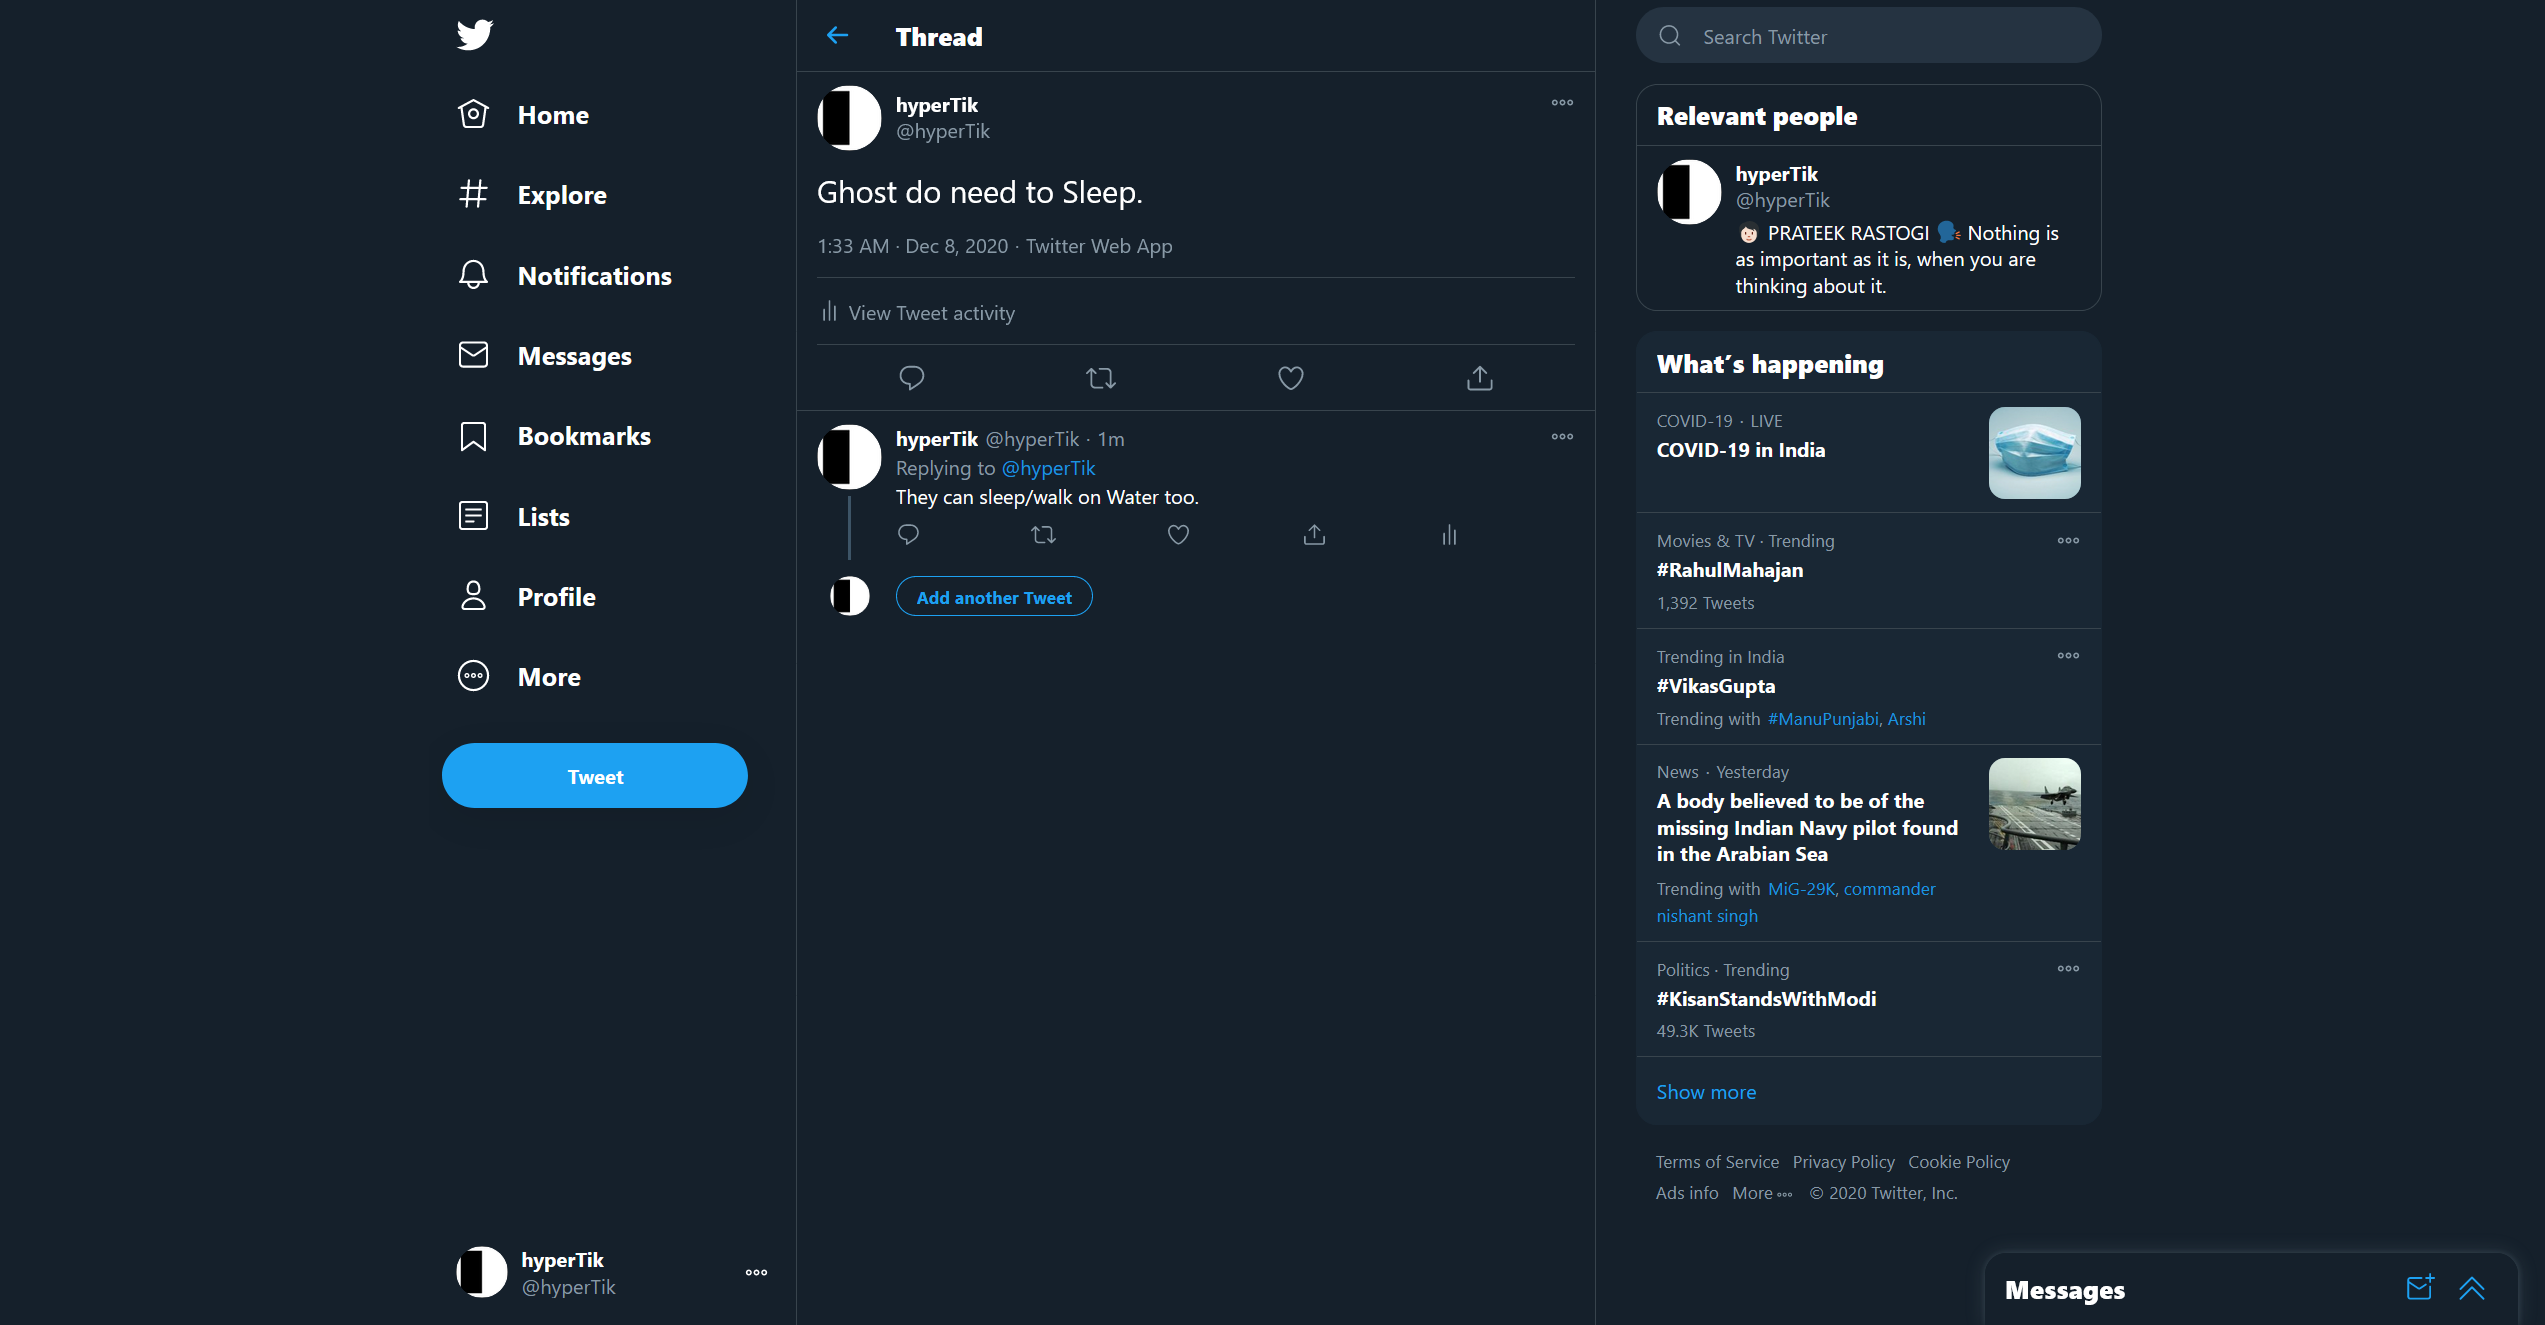 Home
Explore
Notifications
Messages
Bookmarks
Lists
Profile
More
Tweet
hyperTik
@hyperTik
Thread
hyperTik
@hyperTik
Ghost do need to Sleep.
1:33 AM · Dec 8, 2020 · Twitter Web App
View Tweet activity
hyperTik @hyperTik · 1m
Replying to @hyperTik
They can sleep/walk on Water too.
Add another Tweet
Search Twitter
Relevant people
hyperTik
@hyperTik
PRATEEK RASTOGI Nothing is
as important as it is, when you are
thinking about it.
What's happening
COVID-19 · LIVE
COVID-19 in India
Movies & TV · Trending
#RahulMahajan
1,392 Tweets
Trending in India
#VikasGupta
Trending with #ManuPunjabi, Arshi
News · Yesterday
A body believed to be of the
missing Indian Navy pilot found
in the Arabian Sea
Trending with MiG-29K, commander
nishant singh
Politics · Trending
#KisanStandsWithModi
49.3K Tweets
Show more
Terms of Service Privacy Policy Cookie Policy
Ads info More © 2020 Twitter, Inc.
Messages